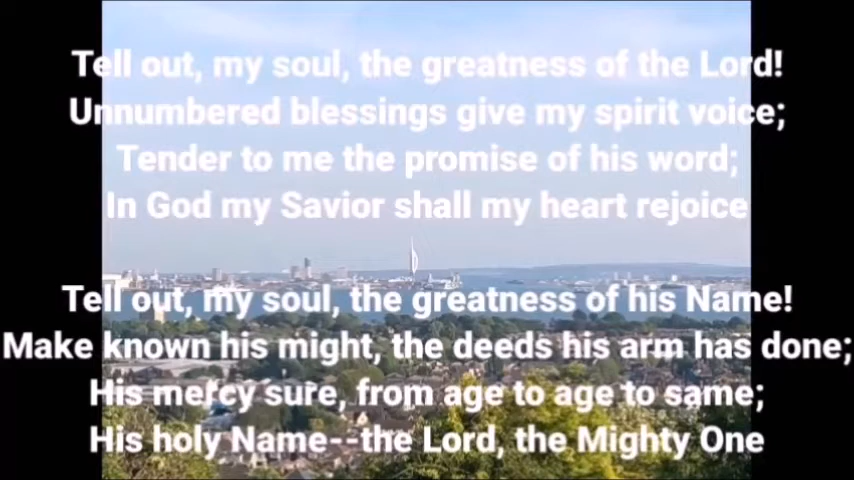 Tell out, my soul, the greatness of the Lord!
Unnumbered blessings give my spirit voice;
Tender to me the promise of his word;
In God my Savior shall my heart rejoice
Tell out, my soul, the greatness of his Name!
Make known his might, the deeds his arm has done;
His mercy sure, from age to age to same;
His holy Name--the Lord, the Mighty One